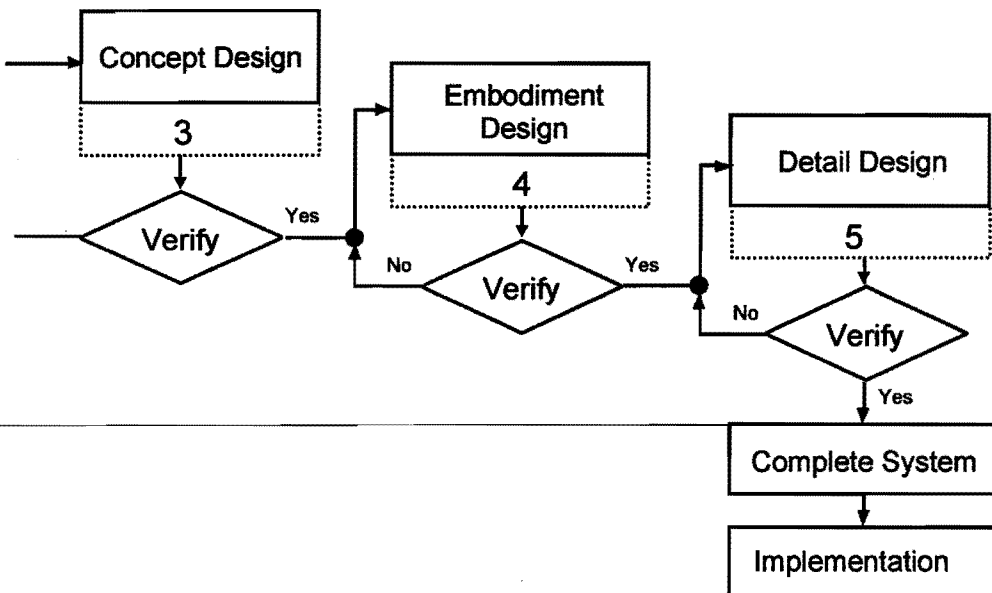 Concept Design
3
Verify
Yes
Embodiment
Design
4
No
Verify
Yes
Detail Design
5
No
Verify
Yes
Complete System
Implementation